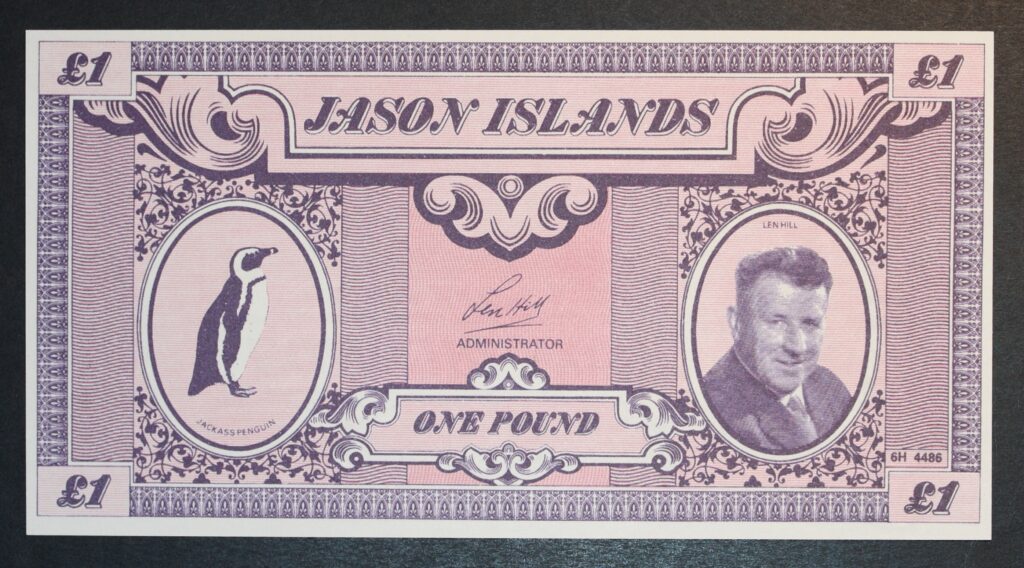 £1
£1
JASON ISLANDS
LEN HILL
Len Hill
ADMINISTRATOR
ONE POUND
JACKASS PENGUIN
6H 4486
£1
£1